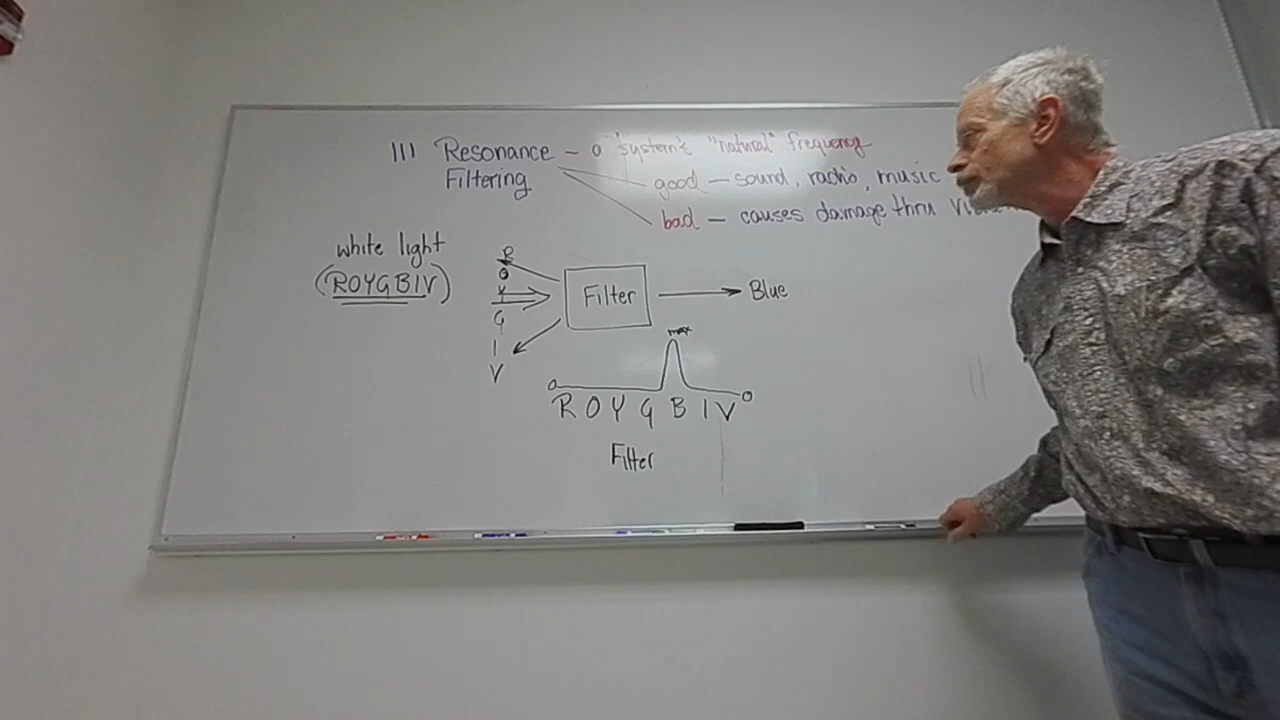 III Resonance – a system's "natural" frequency
Filtering
good – sound, radio, music
bad – causes damage thru
white light
(ROYGBIV)
R
O
Y
G
I
V
Filter
Blue
max
O
O
R O Y G B I V
Filter